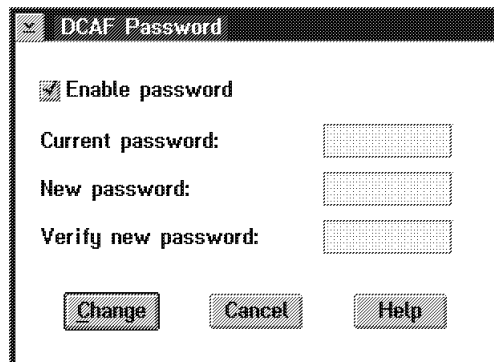 DCAF Password
Enable password
Current password:
New password:
Verify new password:
Change Cancel Help